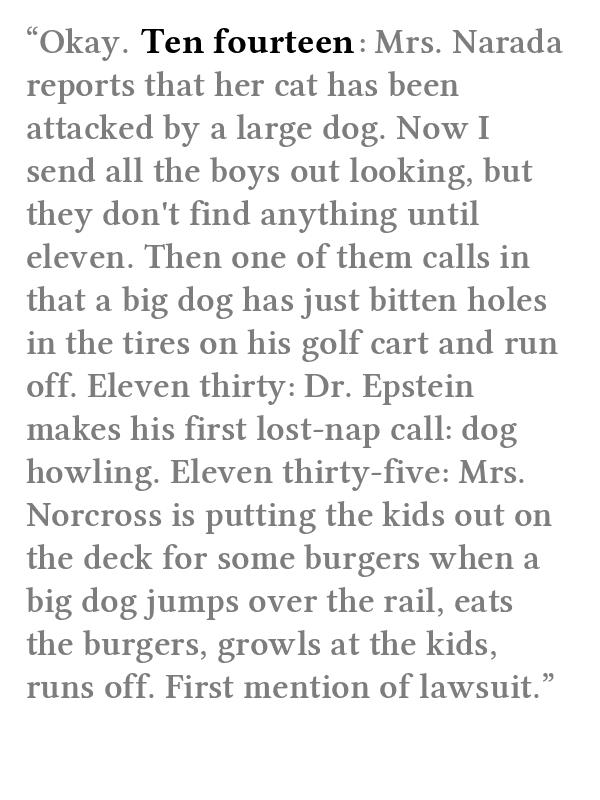 “Okay. Ten fourteen: Mrs. Narada
reports that her cat has been
attacked by a large dog. Now I
send all the boys out looking, but
they don't find anything until
eleven. Then one of them calls in
that a big dog has just bitten holes
in the tires on his golf cart and run
off. Eleven thirty: Dr. Epstein
makes his first lost-nap call: dog
howling. Eleven thirty-five: Mrs.
Norcross is putting the kids out on
the deck for some burgers when a
big dog jumps over the rail, eats
the burgers, growls at the kids,
runs off. First mention of lawsuit.”